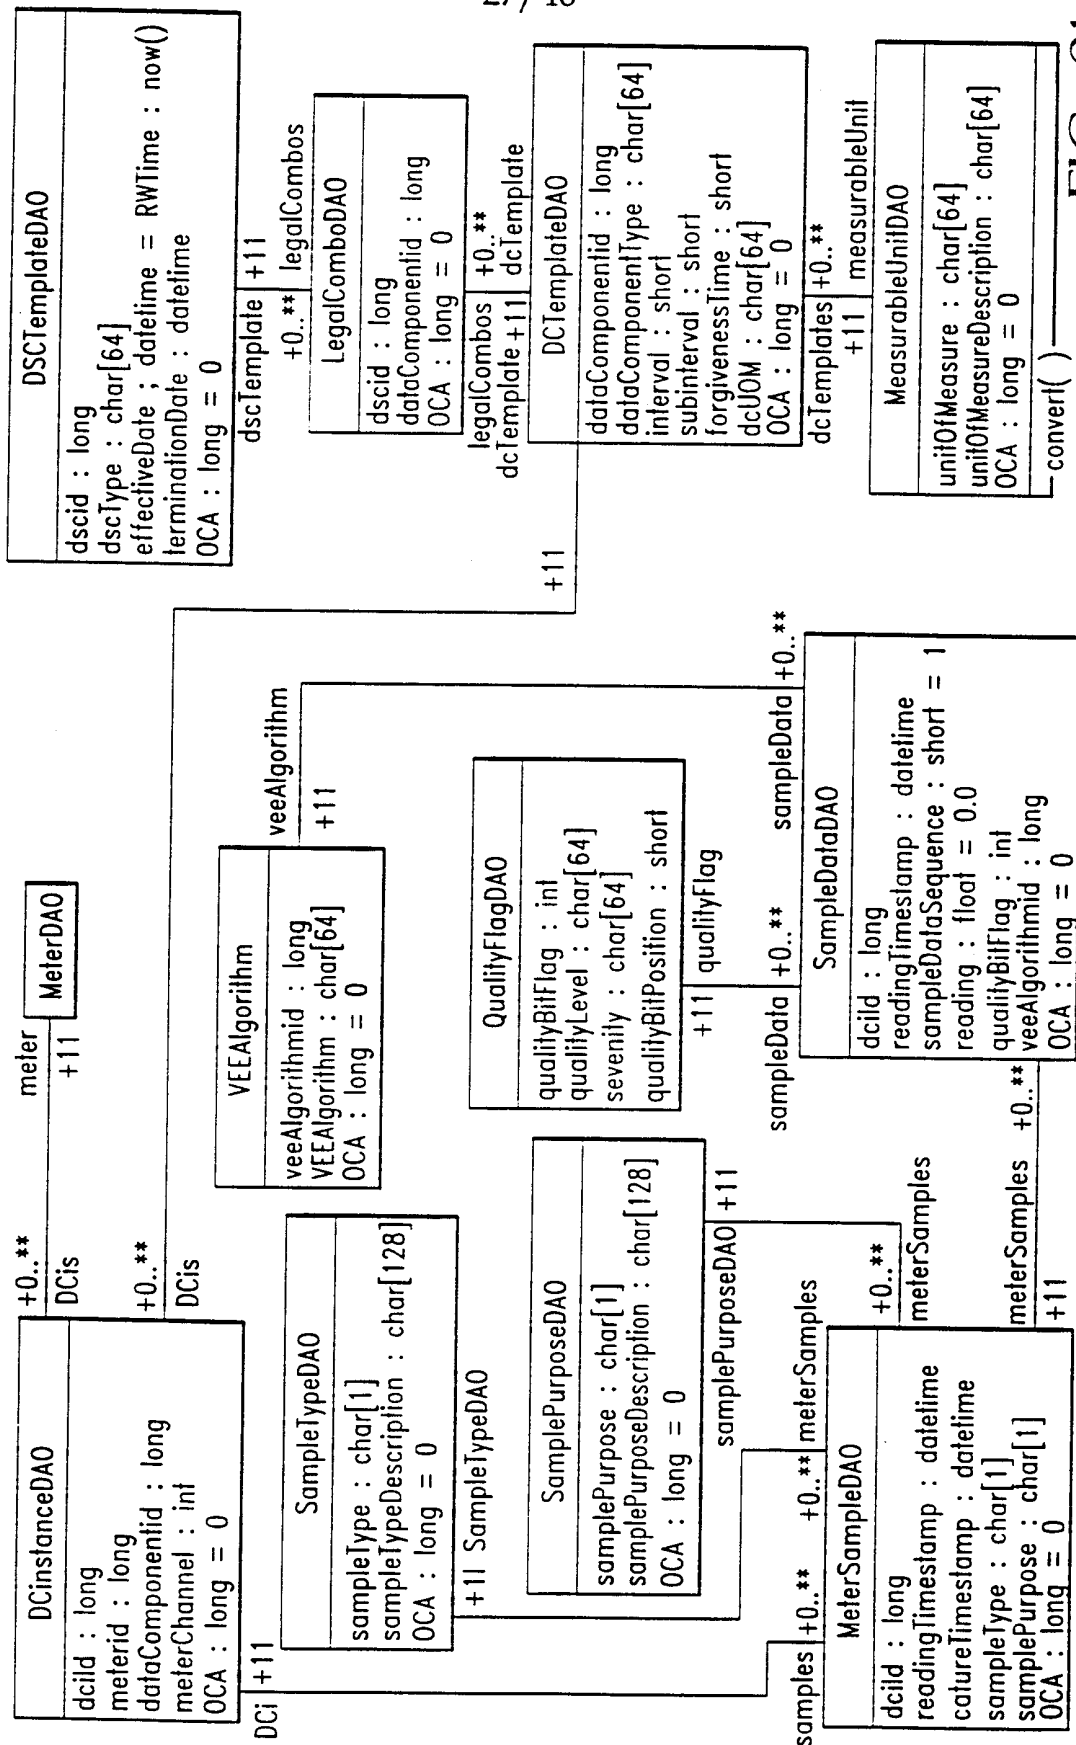 27/48
DCinstanceDAO
dcild : long
meterid : long
dataComponentid : long
meterChannel : int
OCA : long = 0
+0..**
DCis
meter
+11
MeterDAO
+0..**
DCis
+11
DCi
+11
SampleTypeDAO
sampleType : char[1]
sampleTypeDescription : char[128]
OCA : long = 0
+11 SampleTypeDAO
VEEAlgorithm
veeAlgorithmid : long
VEEAlgorithm : char[64]
OCA : long = 0
veeAlgorithm
+11
SamplePurposeDAO
samplePurpose : char[1]
samplePurposeDescription : char[128]
OCA : long = 0
samplePurposeDAO
+11
QualityFlagDAO
qualityBitFlag : int
qualityLevel : char[64]
sevenity : char[64]
qualityBitPosition : short
+11
qualityFlag
sampleData
+0..**
sampleData
+0..**
samples
+0..**
+0..**
meterSamples
+0..**
meterSamples
MeterSampleDAO
dcild : long
readingTimestamp : datetime
catureTimestamp : datetime
sampleType : char[1]
samplePurpose : char[1]
OCA : long = 0
meterSamples
+11
+0..**
SampleDataDAO
dcild : long
readingTimestamp : datetime
sampleDataSequence : short = 1
reading : float = 0.0
qualityBitFlag : int
veeAlgorithmid : long
OCA : long = 0
DSCTemplateDAO
dscid : long
dscType : char[64]
effectiveDate ; datetime = RWTime : now()
terminationDate : datetime
OCA : long = 0
dscTemplate
+11
+0..**
legalCombos
LegalComboDAO
dscid : long
dataComponentid : long
OCA : long = 0
legalCombos
+0..**
dcTemplate
+11
dcTemplate
DCTemplateDAO
dataComponentid : long
dataComponentType : char[64]
interval : short
subinterval : short
forgivenessTime : short
dcUOM : char[64]
OCA : long = 0
dcTemplates
+0..**
+11
measurableUnit
MeasurableUnitDAO
unitOfMeasure : char[64]
unitOfMeasureDescription : char[64]
OCA : long = 0
convert( )